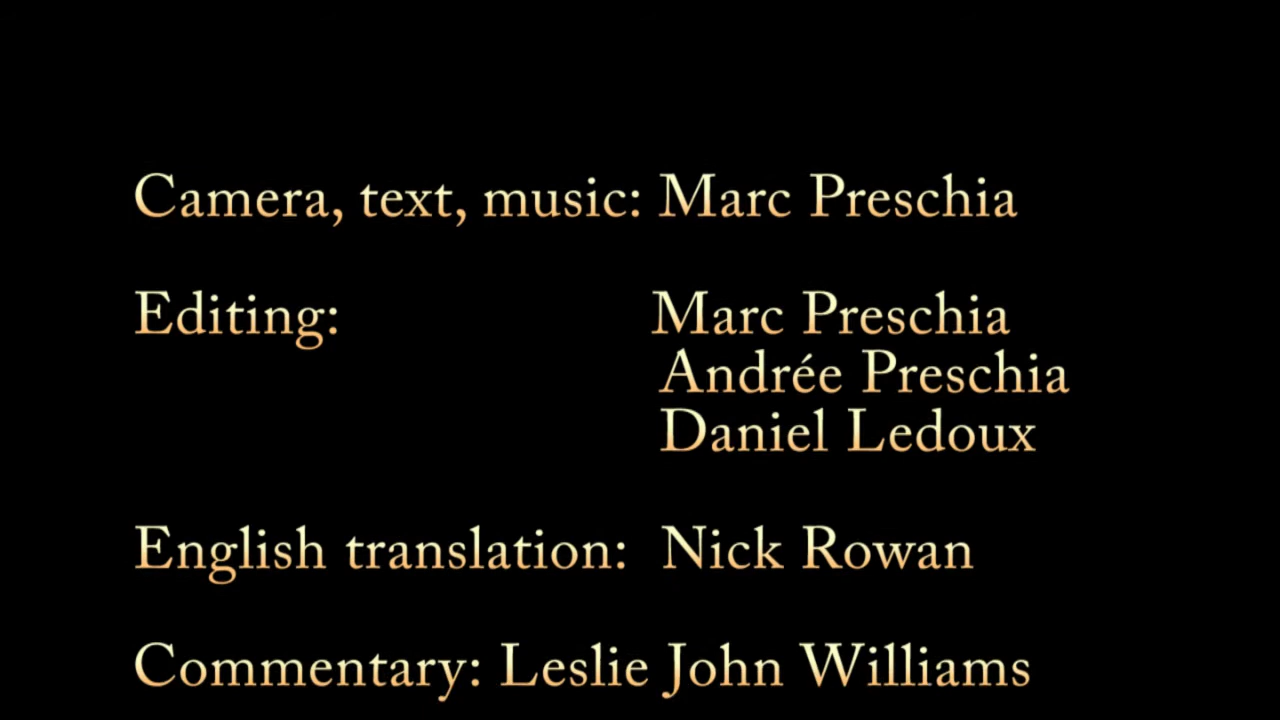 Camera, text, music: Marc Preschia
Editing: Marc Preschia
Andrée Preschia
Daniel Ledoux
English translation: Nick Rowan
Commentary: Leslie John Williams